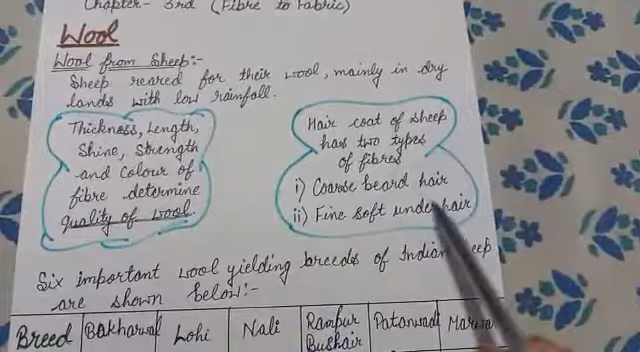 Chapter- 3rd (Fibre to Fabric)
Wool
Wool from Sheep:-
Sheep reared for their wool, mainly in dry
lands with low rainfall.
Thickness, Length,
Shine, Strength
and Colour of
fibre determine
quality of wool.
Hair coat of sheep
has two types
of fibres
i) Coarse beard hair
ii) Fine soft under hair
Six important wool yielding breeds of Indian
are shown below:-
Breed Bakharwal Lohi Nali Rampur Bushair Patanwadi